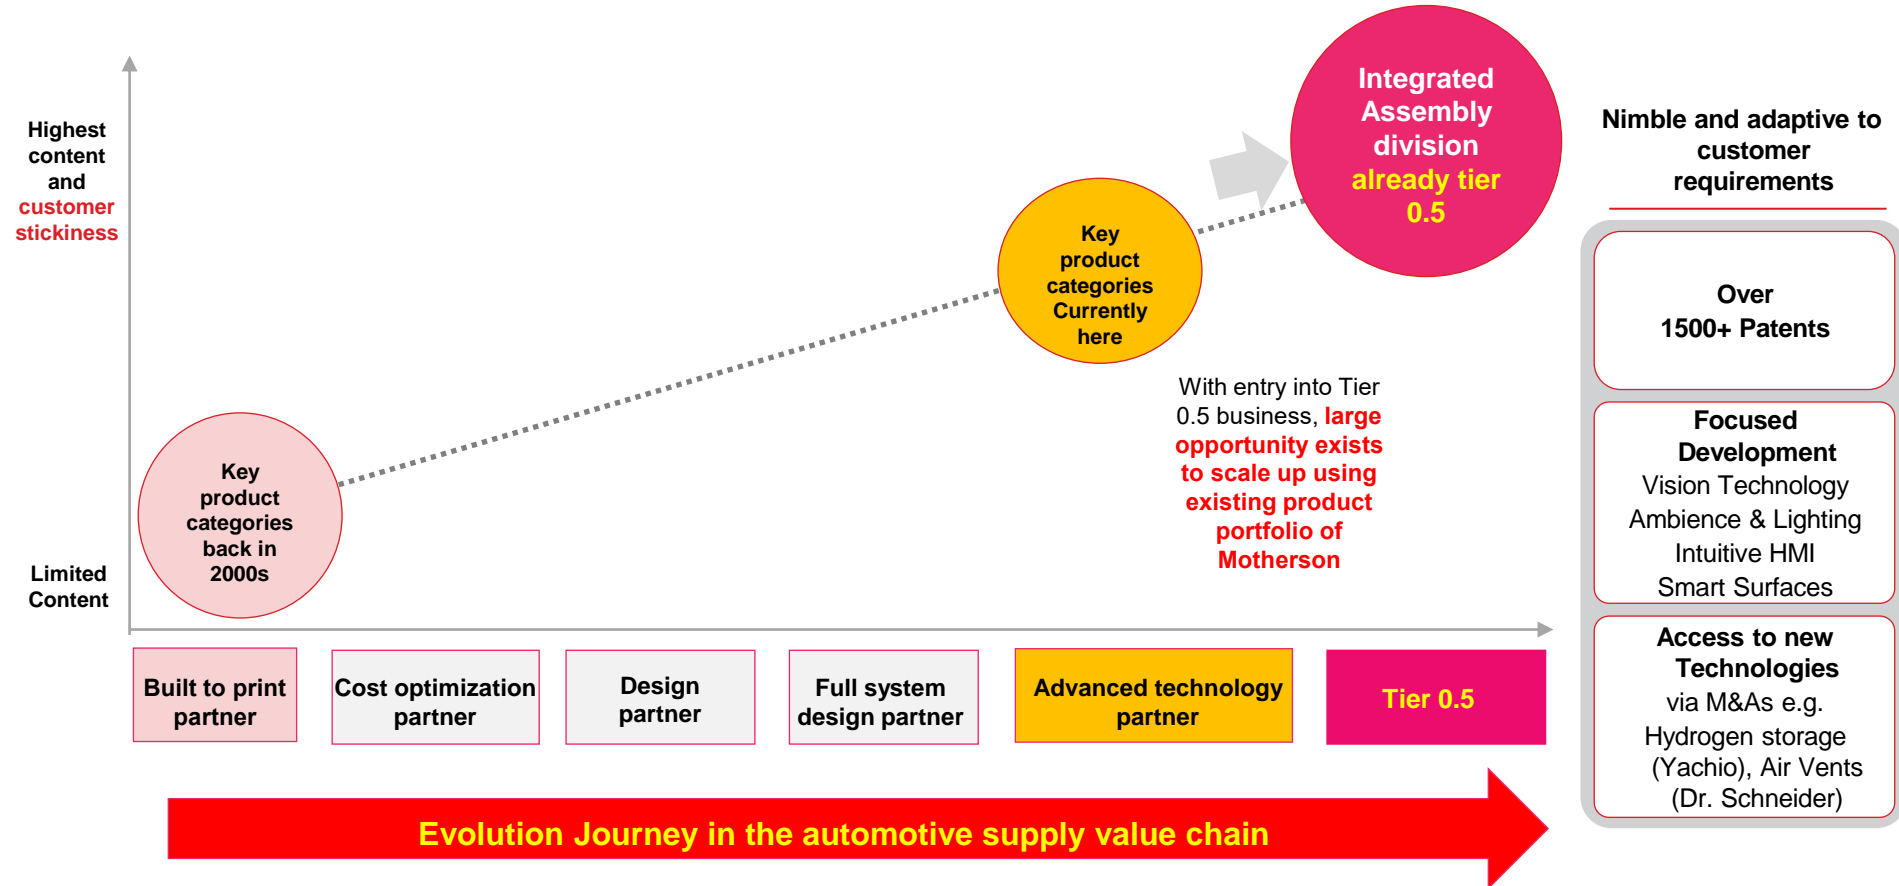 Highest
content
and
customer
stickiness
Limited
Content
Key
product
categories
back in
2000s
Key
product
categories
Currently
here
Integrated
Assembly
division
already tier
0.5
With entry into Tier
0.5 business, large
opportunity exists
to scale up using
existing product
portfolio of
Motherson
Built to print
partner
Cost optimization
partner
Design
partner
Full system
design partner
Advanced technology
partner
Tier 0.5
Evolution Journey in the automotive supply value chain
Nimble and adaptive to
customer
requirements
Over
1500+ Patents
Focused
Development
Vision Technology
Ambience & Lighting
Intuitive HMI
Smart Surfaces
Access to new
Technologies
via M&As e.g.
Hydrogen storage
(Yachio), Air Vents
(Dr. Schneider)